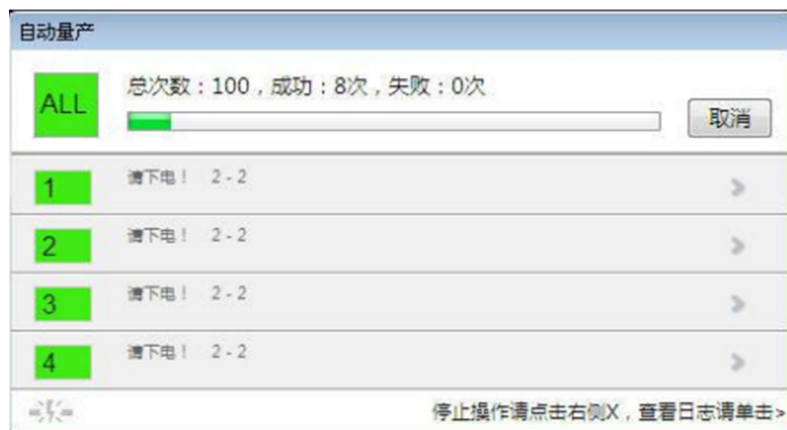 自动量产
ALL
总次数：100，成功：8次，失败：0次
取消
1 请下电！ 2-2
2 请下电！ 2-2
3 请下电！ 2-2
4 请下电！ 2-2
停止操作请点击右侧X，查看日志请单击>